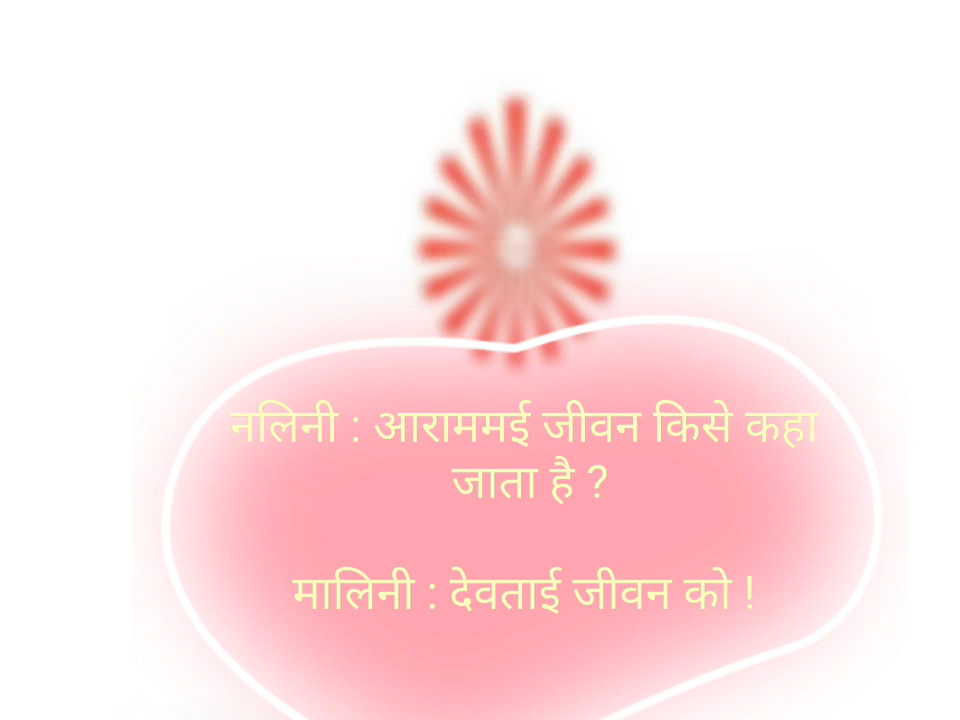 नलिनी : आराममई जीवन किसे कहा
जाता है ?
मालिनी : देवताई जीवन को !